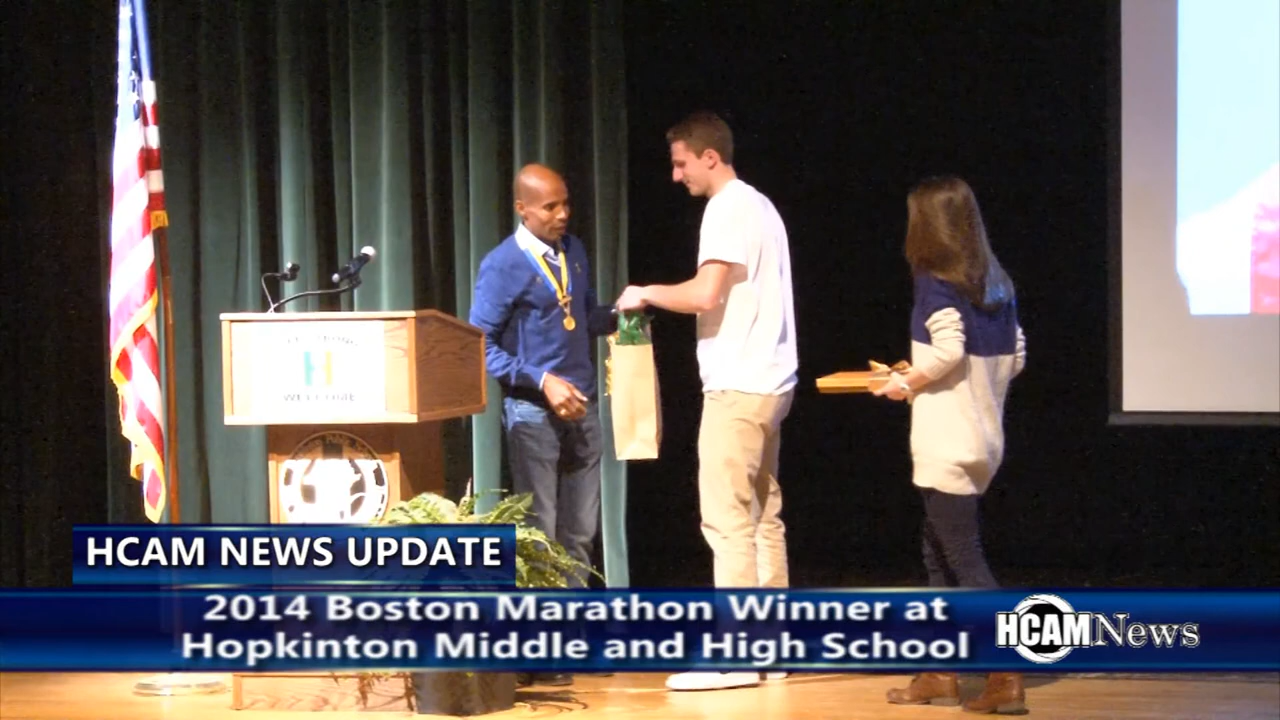 H
WELCOME
HCAM NEWS UPDATE
2014 Boston Marathon Winner at
Hopkinton Middle and High School
HCAMNews